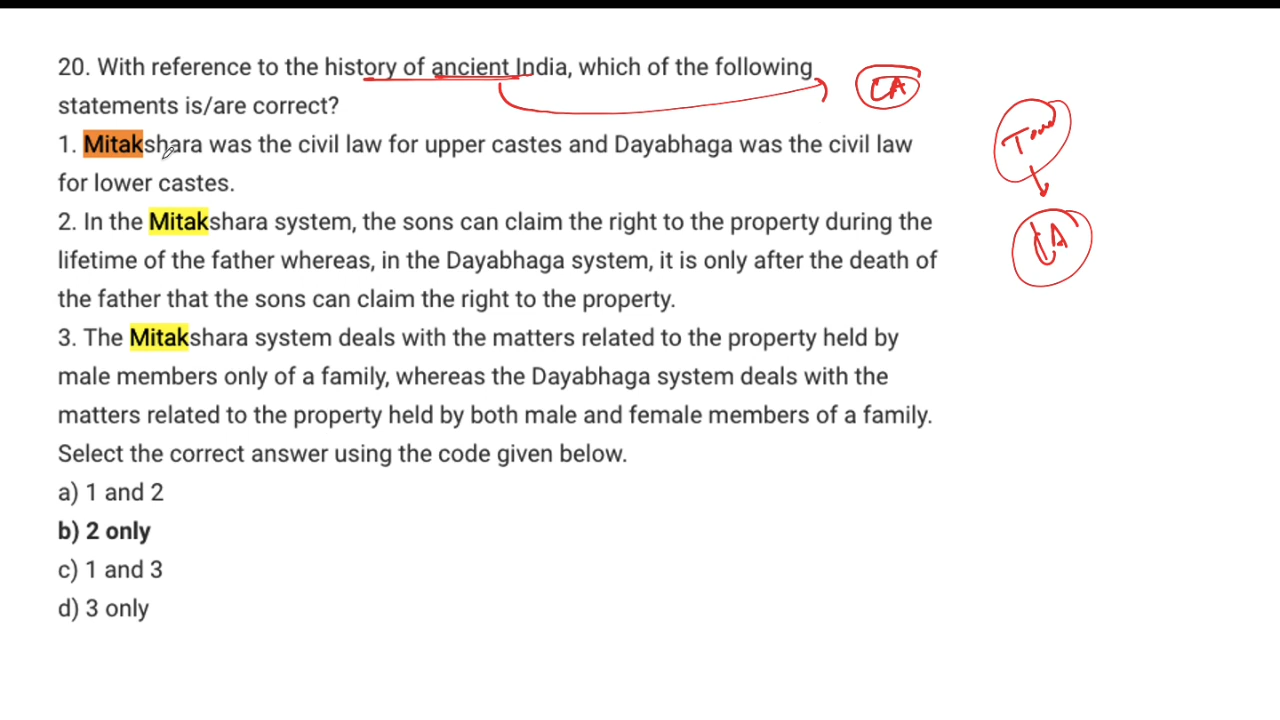 20. With reference to the history of ancient India, which of the following
statements is/are correct?
CA
1. Mitakshara was the civil law for upper castes and Dayabhaga was the civil law
for lower castes.
2. In the Mitakshara system, the sons can claim the right to the property during the
lifetime of the father whereas, in the Dayabhaga system, it is only after the death of
the father that the sons can claim the right to the property.
CA
3. The Mitakshara system deals with the matters related to the property held by
male members only of a family, whereas the Dayabhaga system deals with the
matters related to the property held by both male and female members of a family.
Select the correct answer using the code given below.
a) 1 and 2
b) 2 only
c) 1 and 3
d) 3 only